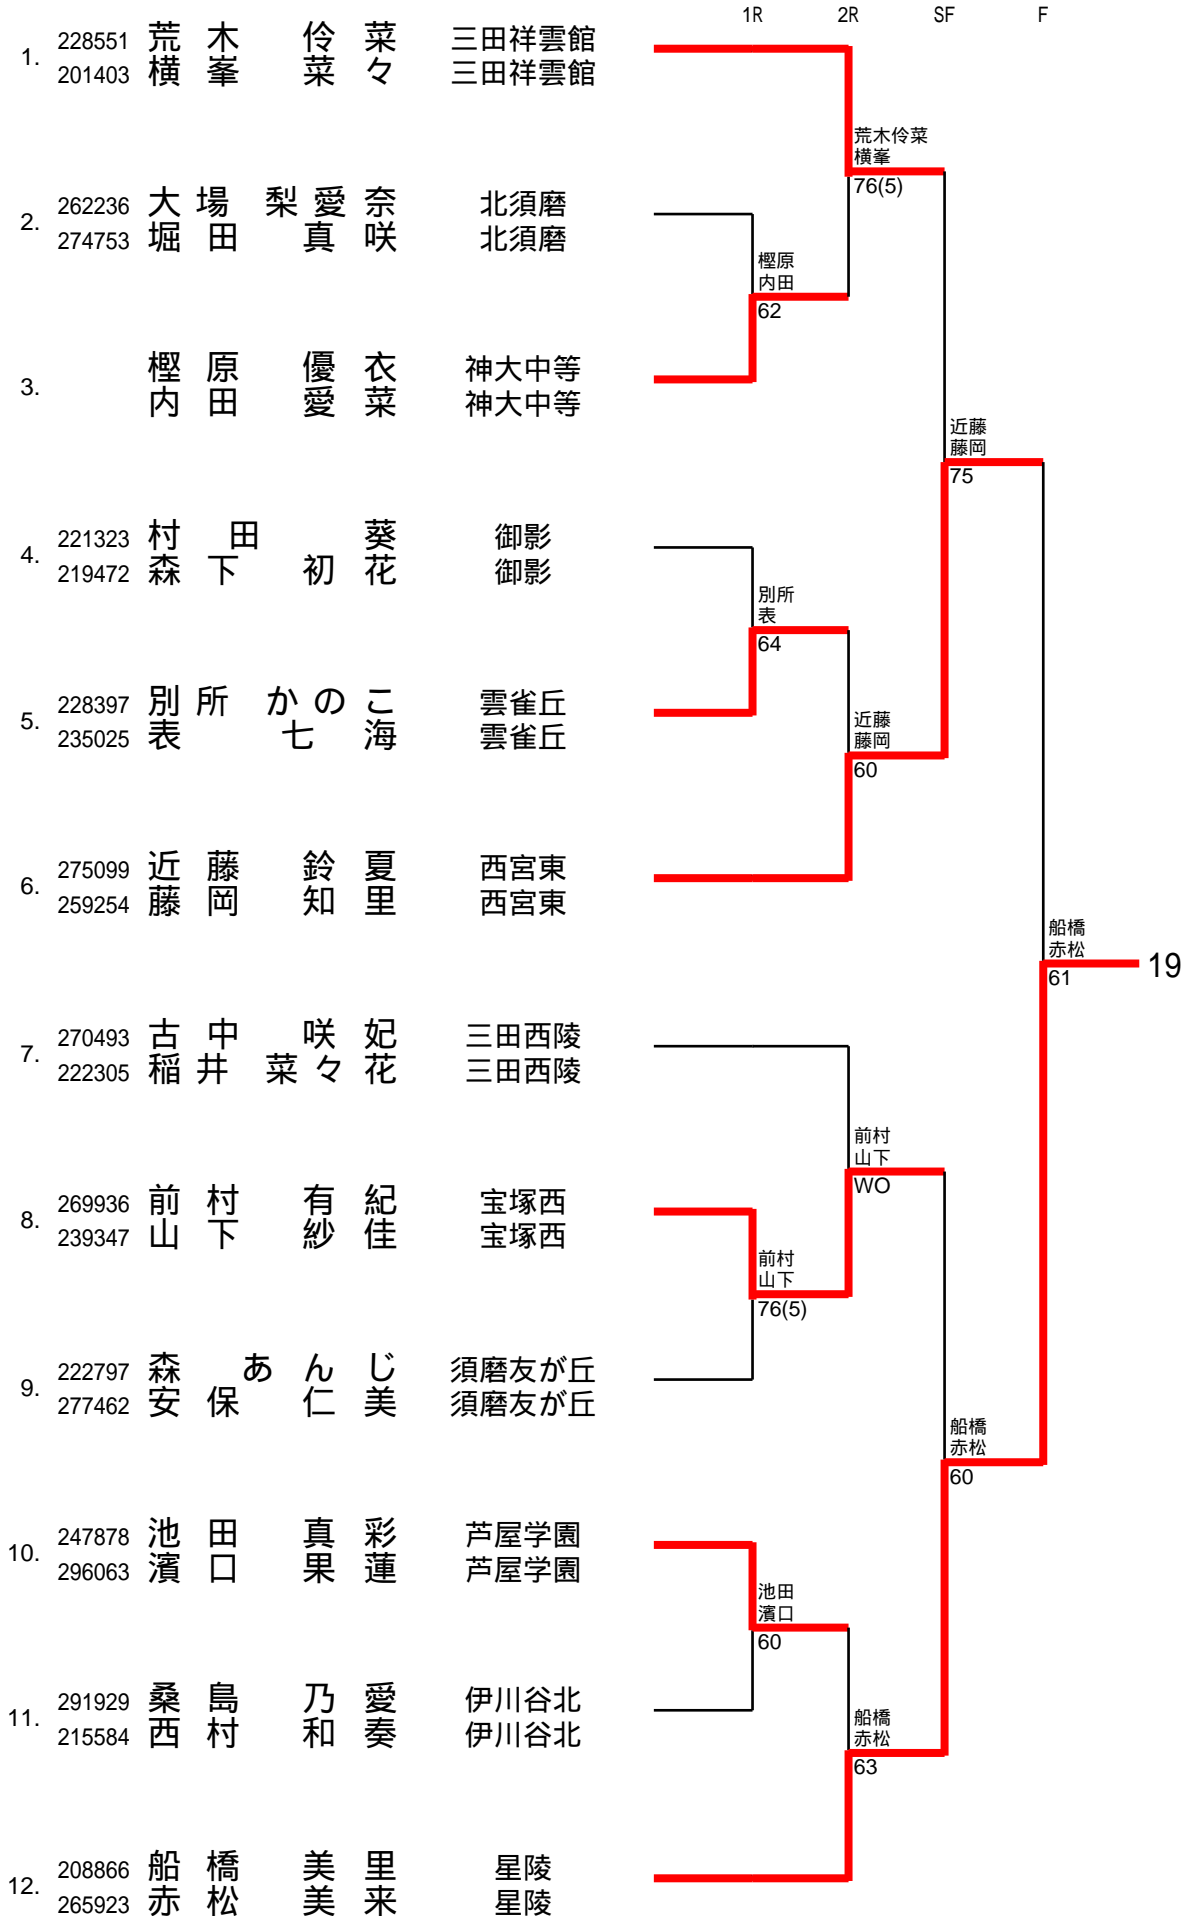 1R 2R SF F
1. 228551 荒木 伶菜 三田祥雲館
201403 横峯 菜々 三田祥雲館
荒木伶菜
横峯
76(5)
2. 262236 大場 梨愛奈 北須磨
274753 堀田 真咲 北須磨
樫原
内田
62
3. 樫原 優衣 神大中等
内田 愛菜 神大中等
近藤
藤岡
75
4. 221323 村田 葵 御影
219472 森下 初花 御影
別所
表
64
5. 228397 別所 かのこ 雲雀丘
235025 表 七海 雲雀丘
近藤
藤岡
60
6. 275099 近藤 鈴夏 西宮東
259254 藤岡 知里 西宮東
船橋
赤松
61
19
7. 270493 古中 咲妃 三田西陵
222305 稲井 菜々花 三田西陵
前村
山下
WO
8. 269936 前村 有紀 宝塚西
239347 山下 紗佳 宝塚西
前村
山下
76(5)
9. 222797 森 あんじ 須磨友が丘
277462 安保 仁美 須磨友が丘
船橋
赤松
60
10. 247878 池田 真彩 芦屋学園
296063 濱口 果蓮 芦屋学園
池田
濱口
60
11. 291929 桑島 乃愛 伊川谷北
215584 西村 和奏 伊川谷北
船橋
赤松
63
12. 208866 船橋 美里 星陵
265923 赤松 美来 星陵